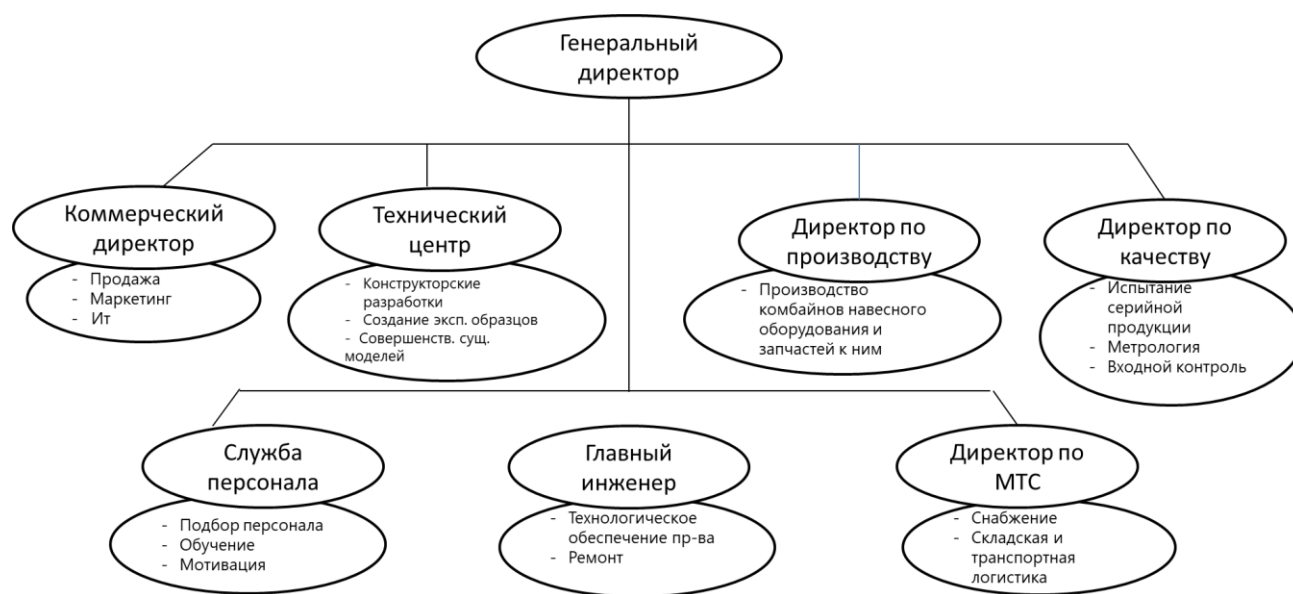 Генеральный
директор
Коммерческий
директор
- Продажа
- Маркетинг
- Ит
Технический
центр
- Конструкторские
разработки
- Создание эксп. образцов
- Совершенств. сущ.
моделей
Директор по
производству
- Производство
комбайнов навесного
оборудования и
запчастей к ним
Директор по
качеству
- Испытание
серийной
продукции
- Метрология
- Входной контроль
Служба
персонала
- Подбор персонала
- Обучение
- Мотивация
Главный
инженер
- Технологическое
обеспечение пр-ва
- Ремонт
Директор по
МТС
- Снабжение
- Складская и
транспортная
логистика